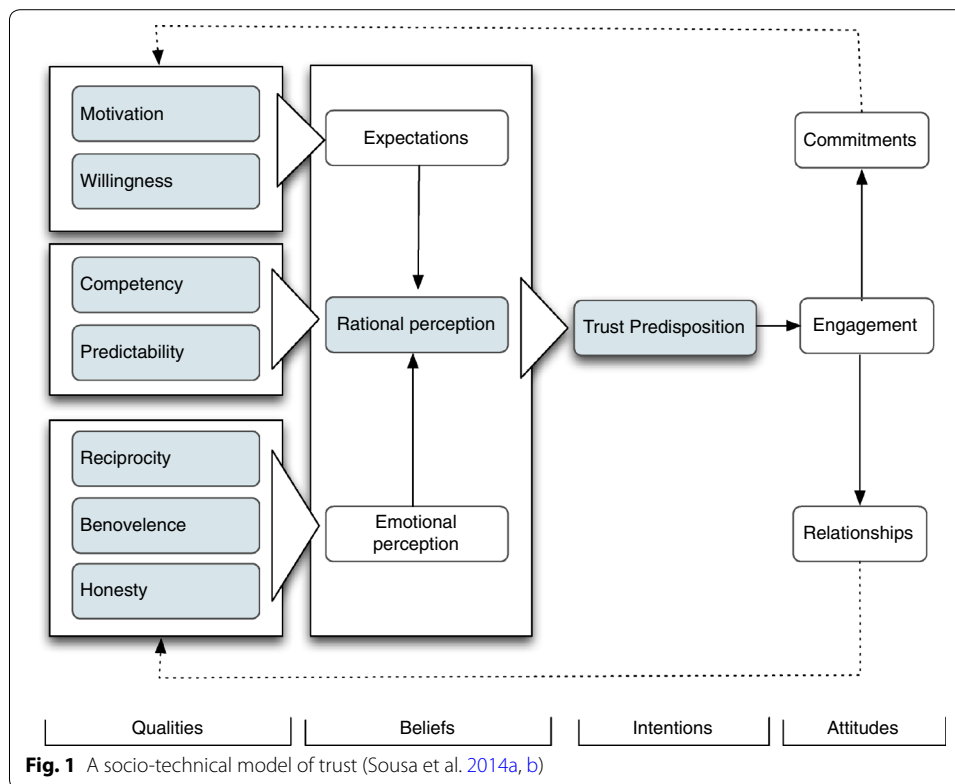 Motivation
Willingness
Expectations
Commitments
Competency
Predictability
Rational perception
Trust Predisposition
Engagement
Reciprocity
Benovelence
Honesty
Emotional
perception
Relationships
Qualities
Beliefs
Intentions
Attitudes
Fig. 1 A socio-technical model of trust (Sousa et al. 2014a, b)